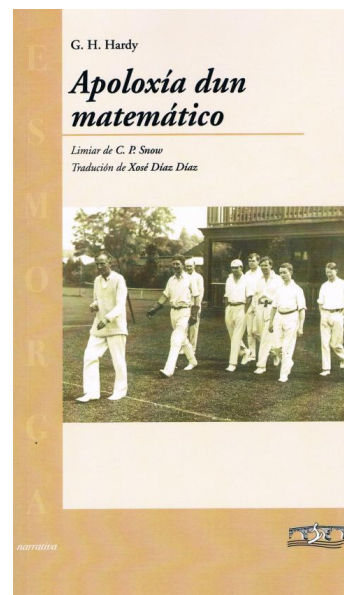 G. H. Hardy
Apoloxía dun
matemático
Limiar de C. P. Snow
Tradución de Xosé Díaz Díaz
E
S
M
O
R
G
A
narrativa